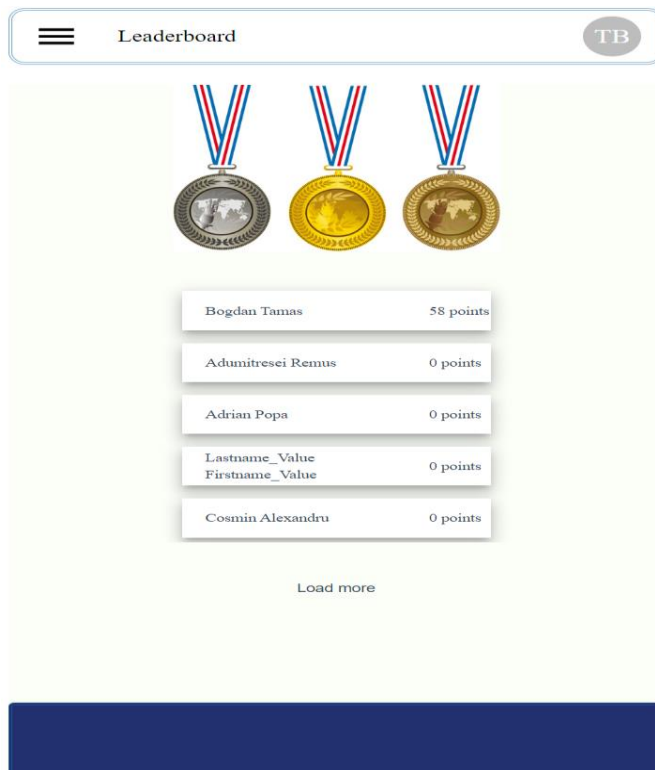 Leaderboard
TB
Bogdan Tamas 58 points
Adumitresei Remus 0 points
Adrian Popa 0 points
Lastname_Value
Firstname_Value 0 points
Cosmin Alexandru 0 points
Load more